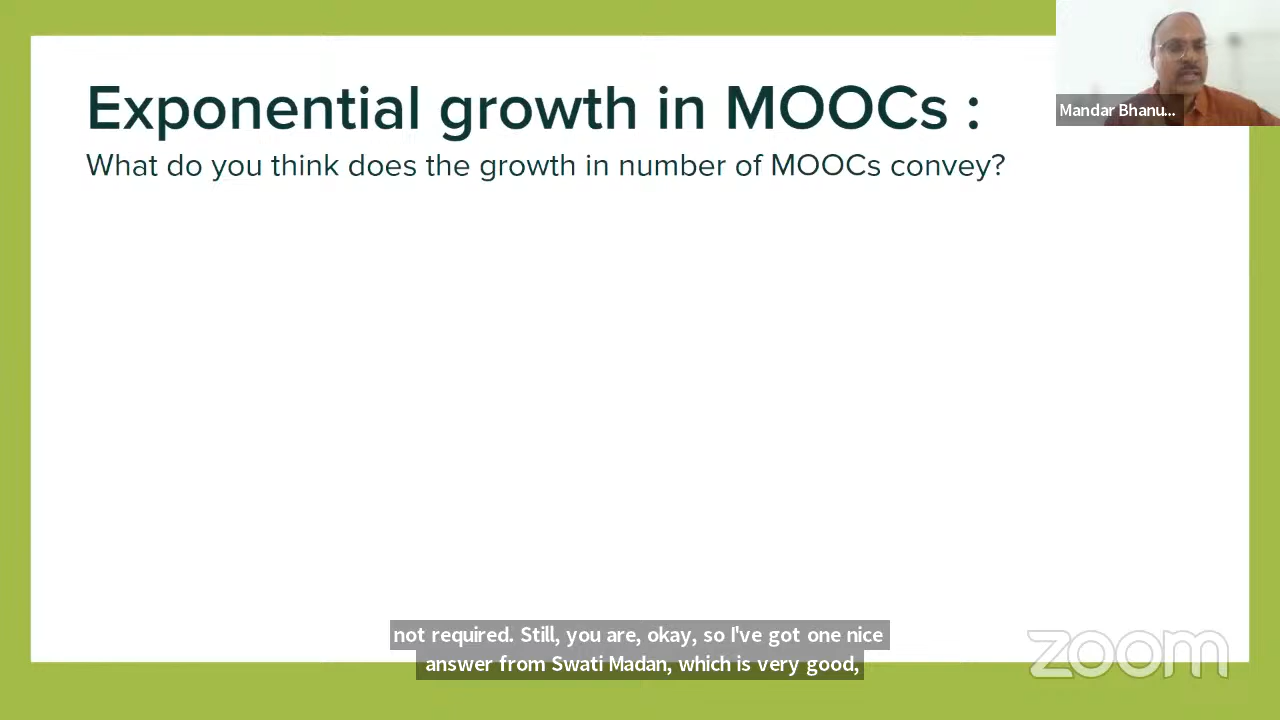 Exponential growth in MOOCs :
What do you think does the growth in number of MOOCs convey?
Mandar Bhanu...
not required. Still, you are, okay, so I've got one nice
answer from Swati Madan, which is very good,
zoom